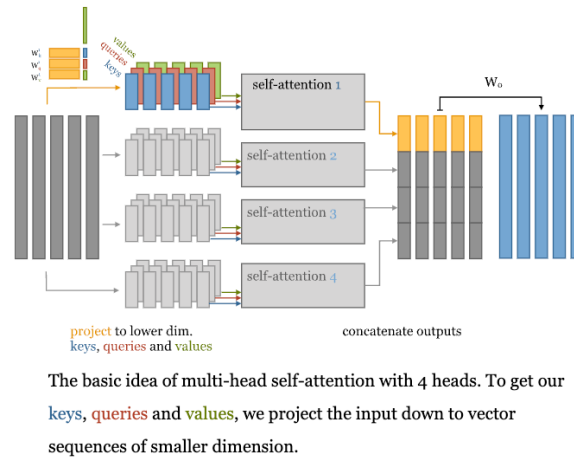 values
queries
keys
self-attention 1
W₀
self-attention 2
self-attention 3
self-attention 4
project to lower dim.
keys, queries and values
concatenate outputs
The basic idea of multi-head self-attention with 4 heads. To get our
keys, queries and values, we project the input down to vector
sequences of smaller dimension.